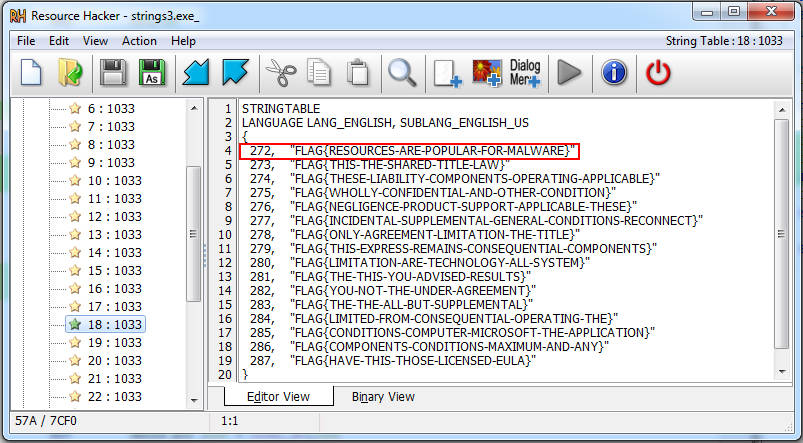 RH Resource Hacker - strings3.exe_
File Edit View Action Help String Table : 18 : 1033
As Dialog
Men
6 : 1033
7 : 1033
8 : 1033
9 : 1033
10 : 1033
11 : 1033
12 : 1033
13 : 1033
14 : 1033
15 : 1033
16 : 1033
17 : 1033
18 : 1033
19 : 1033
20 : 1033
21 : 1033
22 : 1033
1 STRINGTABLE
2 LANGUAGE LANG_ENGLISH, SUBLANG_ENGLISH_US
3 {
4 272, "FLAG{RESOURCES-ARE-POPULAR-FOR-MALWARE}"
5 273, "FLAG{THIS-THE-SHARED-TITLE-LAW}"
6 274, "FLAG{THESE-LIABILITY-COMPONENTS-OPERATING-APPLICABLE}"
7 275, "FLAG{WHOLLY-CONFIDENTIAL-AND-OTHER-CONDITION}"
8 276, "FLAG{NEGLIGENCE-PRODUCT-SUPPORT-APPLICABLE-THESE}"
9 277, "FLAG{INCIDENTAL-SUPPLEMENTAL-GENERAL-CONDITIONS-RECONNECT}"
10 278, "FLAG{ONLY-AGREEMENT-LIMITATION-THE-TITLE}"
11 279, "FLAG{THIS-EXPRESS-REMAINS-CONSEQUENTIAL-COMPONENTS}"
12 280, "FLAG{LIMITATION-ARE-TECHNOLOGY-ALL-SYSTEM}"
13 281, "FLAG{THE-THIS-YOU-ADVISED-RESULTS}"
14 282, "FLAG{YOU-NOT-THE-UNDER-AGREEMENT}"
15 283, "FLAG{THE-THE-ALL-BUT-SUPPLEMENTAL}"
16 284, "FLAG{LIMITED-FROM-CONSEQUENTIAL-OPERATING-THE}"
17 285, "FLAG{CONDITIONS-COMPUTER-MICROSOFT-THE-APPLICATION}"
18 286, "FLAG{COMPONENTS-CONDITIONS-MAXIMUM-AND-ANY}"
19 287, "FLAG{HAVE-THIS-THOSE-LICENSED-EULA}"
20 }
Editor View Binary View
57A / 7CF0 1:1